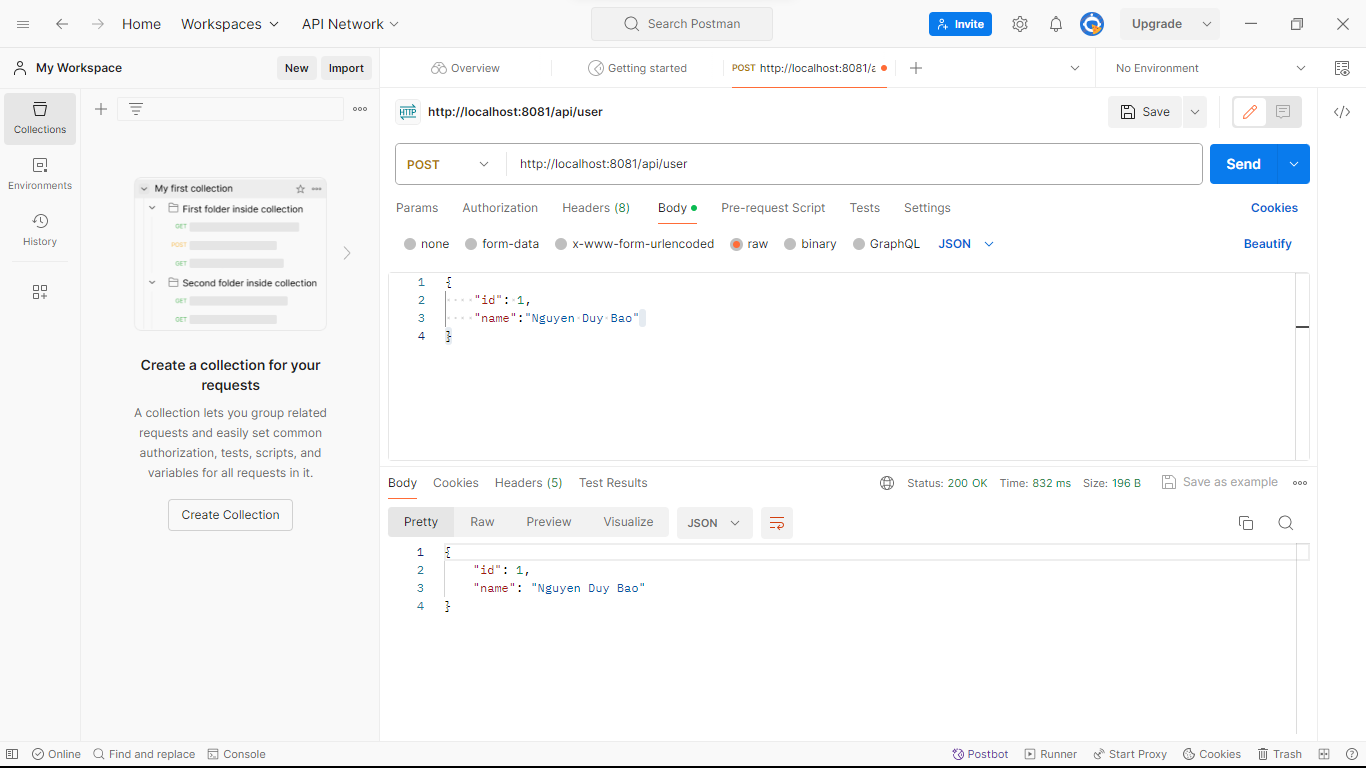 Home Workspaces API Network Search Postman Invite Upgrade
My Workspace New Import
Overview Getting started POST http://localhost:8081/a No Environment
Collections
Environments
History
My first collection
First folder inside collection
GET
POST
GET
Second folder inside collection
GET
GET
Create a collection for your
requests
A collection lets you group related
requests and easily set common
authorization, tests, scripts, and
variables for all requests in it.
Create Collection
HTTP http://localhost:8081/api/user Save
POST http://localhost:8081/api/user Send
Params Authorization Headers (8) Body Pre-request Script Tests Settings Cookies
none form-data x-www-form-urlencoded raw binary GraphQL JSON Beautify
1 {
2 "id": 1,
3 "name":"Nguyen Duy Bao"
4 }
Body Cookies Headers (5) Test Results Status: 200 OK Time: 832 ms Size: 196 B Save as example
Pretty Raw Preview Visualize JSON
1 {
2 "id": 1,
3 "name": "Nguyen Duy Bao"
4 }
Online Find and replace Console Postbot Runner Start Proxy Cookies Trash